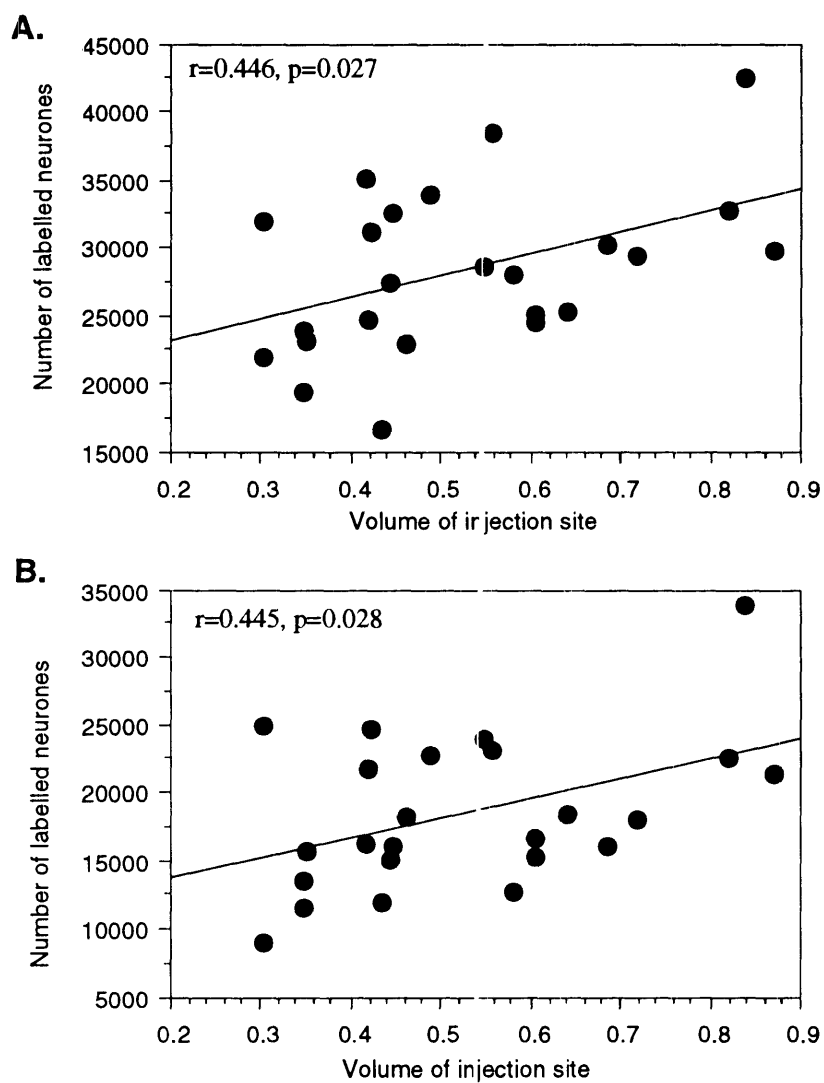 A.
r=0.446, p=0.027
Number of labelled neurones
45000
40000
35000
30000
25000
20000
15000
0.2 0.3 0.4 0.5 0.6 0.7 0.8 0.9
Volume of ir jection site
B.
r=0.445, p=0.028
Number of labelled neurones
35000
30000
25000
20000
15000
10000
5000
0.2 0.3 0.4 0.5 0.6 0.7 0.8 0.9
Volume of injection site